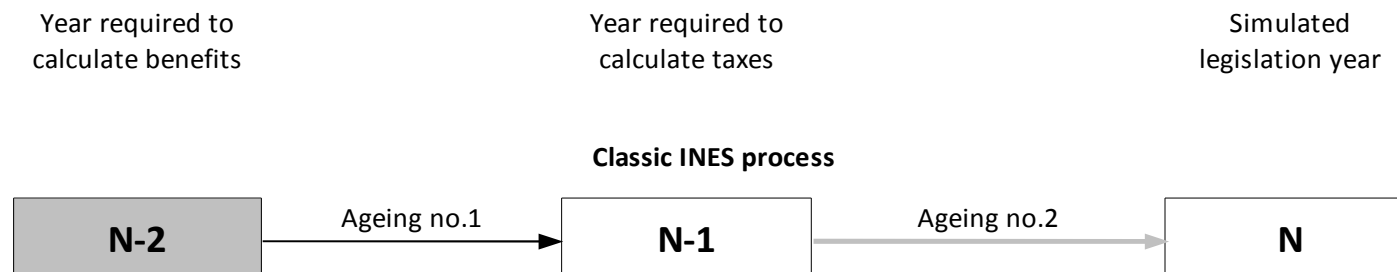 Year required to
calculate benefits
Year required to
calculate taxes
Simulated
legislation year
Classic INES process
N-2
Ageing no.1
N-1
Ageing no.2
N